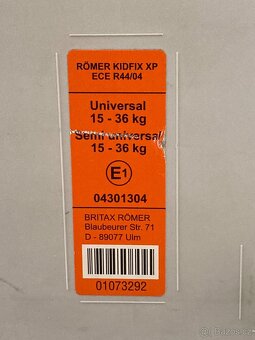 RÖMER KIDFIX XP
ECE R44/04
Universal
15 - 36 kg
Semi universal
15 - 36 kg
E1
04301304
BRITAX RÖMER
Blaubeurer Str. 71
D - 89077 Ulm
01073292